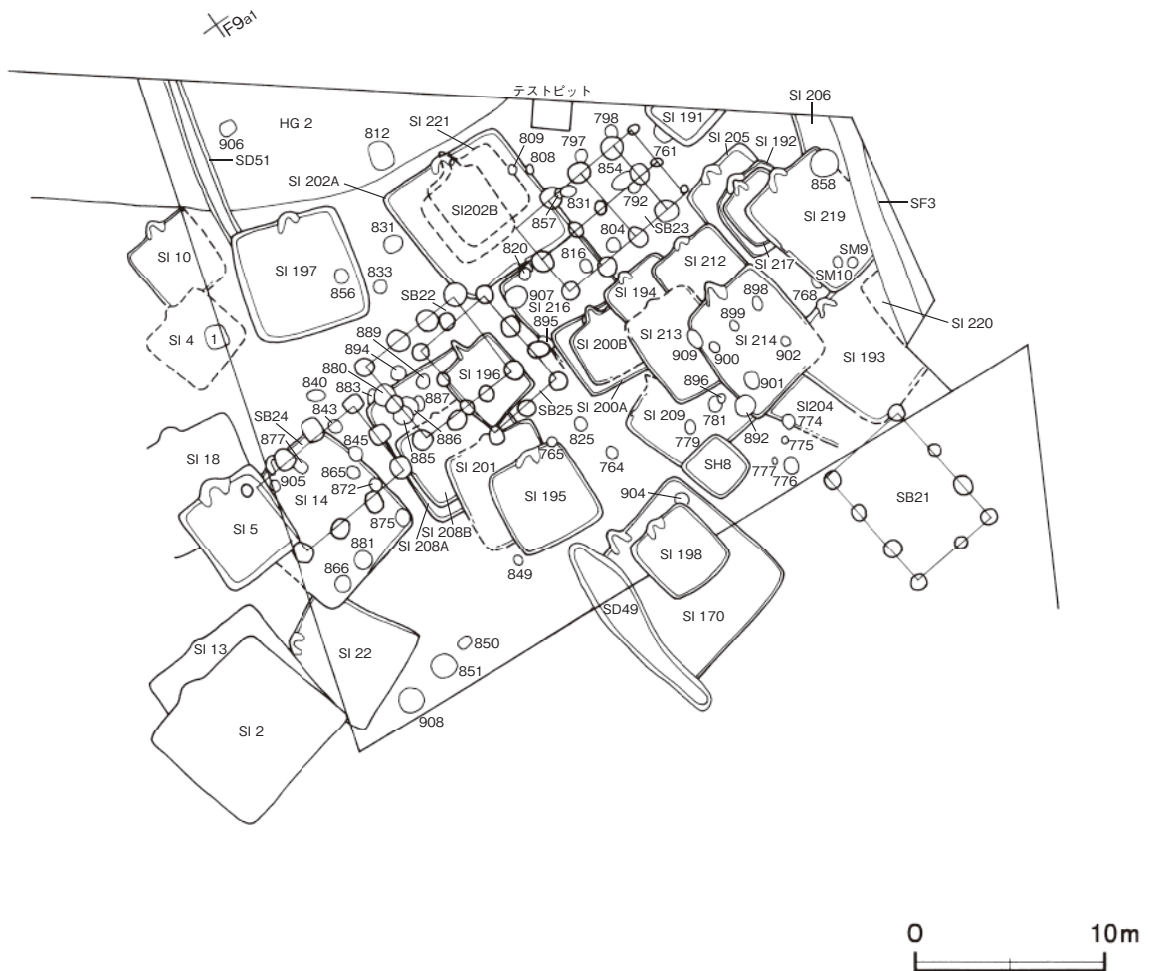 F9a1
テストピット
SI 206
SI 191
798
HG 2
SI 221
809
797
761
SI 205
SI 192
906
812
808
854
858
SD51
792
SI 202A
831
SI202B
857
SI 219
SF3
SB23
831
804
SM9
SI 10
820
816
SI 212
SI 217
SM10
SI 197
833
856
907
SI 194
898
768
SB22
SI 216
899
SI 220
895
889
SI 4
1
SI 200B
SI 213
SI 214
902
894
909
900
SI 193
880
SI 196
901
840
883
887
896
SI 200A
SB25
843
SI 209
781
SI204
SB24
886
892
774
877
845
825
779
885
765
775
SI 18
865
SI 201
764
SH8
777
905
872
776
SI 14
904
SB21
SI 195
875
SI 5
SI 208B
881
SI 208A
SI 198
866
849
SD49
SI 170
SI 13
850
SI 22
851
908
SI 2
0 10m